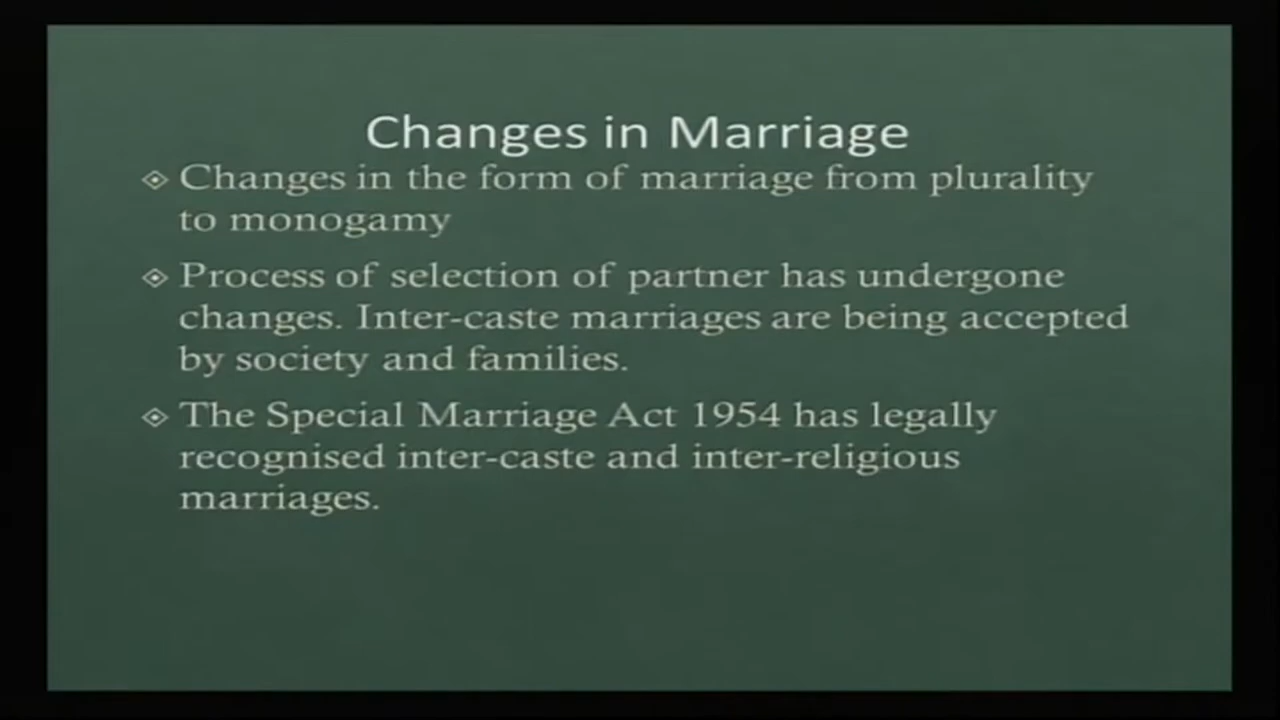 Changes in Marriage
Changes in the form of marriage from plurality
to monogamy
Process of selection of partner has undergone
changes. Inter-caste marriages are being accepted
by society and families.
The Special Marriage Act 1954 has legally
recognised inter-caste and inter-religious
marriages.